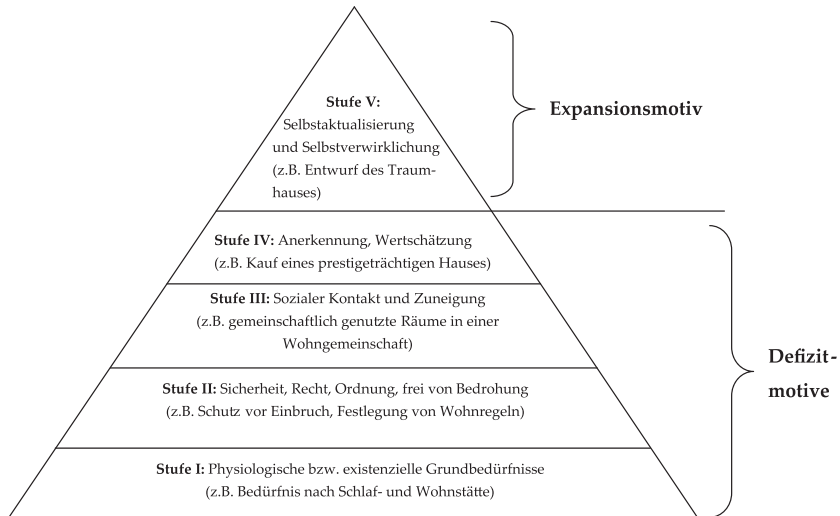 Stufe V:
Selbstaktualisierung
und Selbstverwirklichung
(z.B. Entwurf des Traum-
hauses)
Expansionsmotiv
Stufe IV: Anerkennung, Wertschätzung
(z.B. Kauf eines prestigeträchtigen Hauses)
Stufe III: Sozialer Kontakt und Zuneigung
(z.B. gemeinschaftlich genutzte Räume in einer
Wohngemeinschaft)
Defizit-
motive
Stufe II: Sicherheit, Recht, Ordnung, frei von Bedrohung
(z.B. Schutz vor Einbruch, Festlegung von Wohnregeln)
Stufe I: Physiologische bzw. existenzielle Grundbedürfnisse
(z.B. Bedürfnis nach Schlaf- und Wohnstätte)